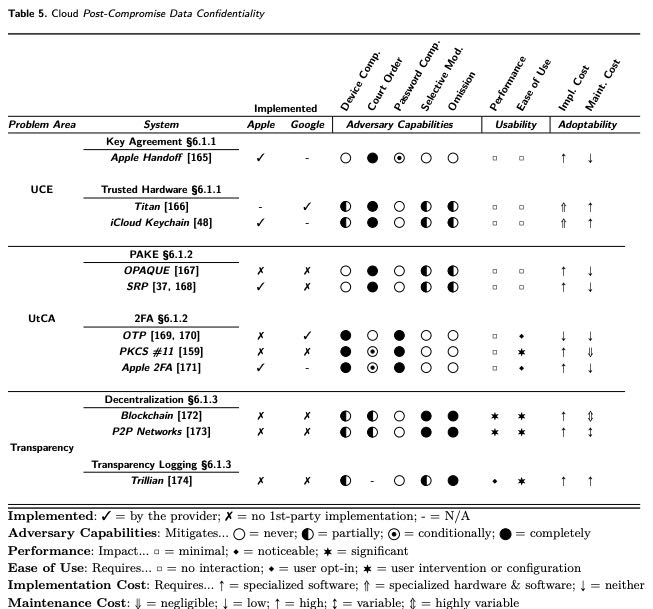 Table 5. Cloud Post-Compromise Data Confidentiality
Implemented
Device Comp.
Court Order
Password Comp.
Selective Mod.
Omission
Performance
Ease of Use
Impl. Cost
Maint. Cost
Problem Area System Apple Google Adversary Capabilities Usability Adoptability
Key Agreement §6.1.1
Apple Handoff [165] ✓ - ○ ● ⊙ ○ ○ ▫ ▫ ↑ ↓
UCE Trusted Hardware §6.1.1
Titan [166] - ✓ ◐ ● ○ ◐ ◐ ▫ ▫ ⇑ ↑
iCloud Keychain [48] ✓ - ◐ ● ○ ◐ ◐ ▫ ▫ ⇑ ↑
PAKE §6.1.2
OPAQUE [167] ✗ ✗ ○ ● ○ ◐ ◐ ▫ ▫ ↑ ↓
SRP [37, 168] ✓ ✗ ○ ● ○ ◐ ◐ ▫ ▫ ↑ ↓
UtCA 2FA §6.1.2
OTP [169, 170] ✗ ✓ ● ○ ● ○ ○ ▫ ⬩ ↓ ↓
PKCS #11 [159] ✗ ✗ ● ⊙ ● ○ ○ ▫ ✶ ↑ ⇓
Apple 2FA [171] ✓ - ● ⊙ ● ○ ○ ▫ ⬩ ↑ ↓
Decentralization §6.1.3
Blockchain [172] ✗ ✗ ◐ ◐ ○ ● ● ✶ ✶ ↑ ⇕
P2P Networks [173] ✗ ✗ ◐ ◐ ○ ● ● ✶ ✶ ↑ ↕
Transparency
Transparency Logging §6.1.3
Trillian [174] ✗ ✗ ◐ - ○ ◐ ● ⬩ ✶ ↑ ↑
Implemented: ✓ = by the provider; ✗ = no 1st-party implementation; - = N/A
Adversary Capabilities: Mitigates... ○ = never; ◐ = partially; ⊙ = conditionally; ● = completely
Performance: Impact... ▫ = minimal; ⬩ = noticeable; ✶ = significant
Ease of Use: Requires... ▫ = no interaction; ⬩ = user opt-in; ✶ = user intervention or configuration
Implementation Cost: Requires... ↑ = specialized software; ⇑ = specialized hardware & software; ↓ = neither
Maintenance Cost: ⇓ = negligible; ↓ = low; ↑ = high; ↕ = variable; ⇕ = highly variable